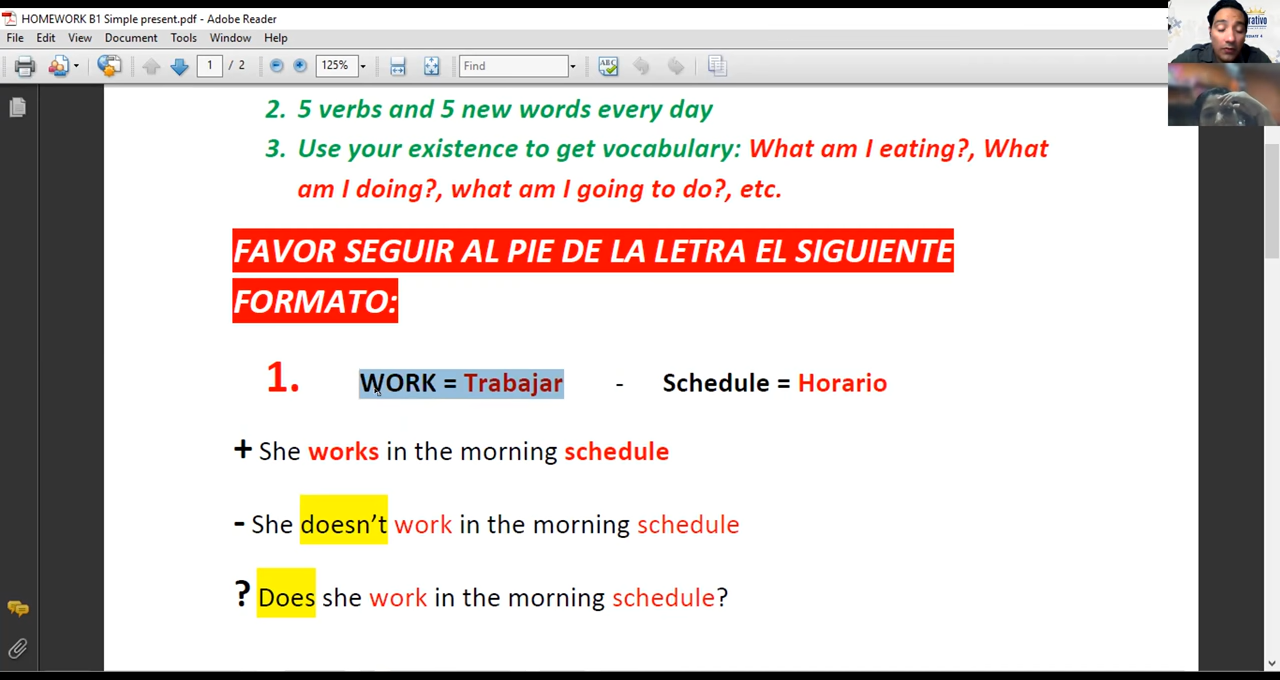 HOMEWORK B1 Simple present.pdf - Adobe Reader
File Edit View Document Tools Window Help
1 / 2 125% Find
2. 5 verbs and 5 new words every day
3. Use your existence to get vocabulary: What am I eating?, What
am I doing?, what am I going to do?, etc.
FAVOR SEGUIR AL PIE DE LA LETRA EL SIGUIENTE
FORMATO:
1. WORK = Trabajar - Schedule = Horario
+ She works in the morning schedule
- She doesn’t work in the morning schedule
? Does she work in the morning schedule?